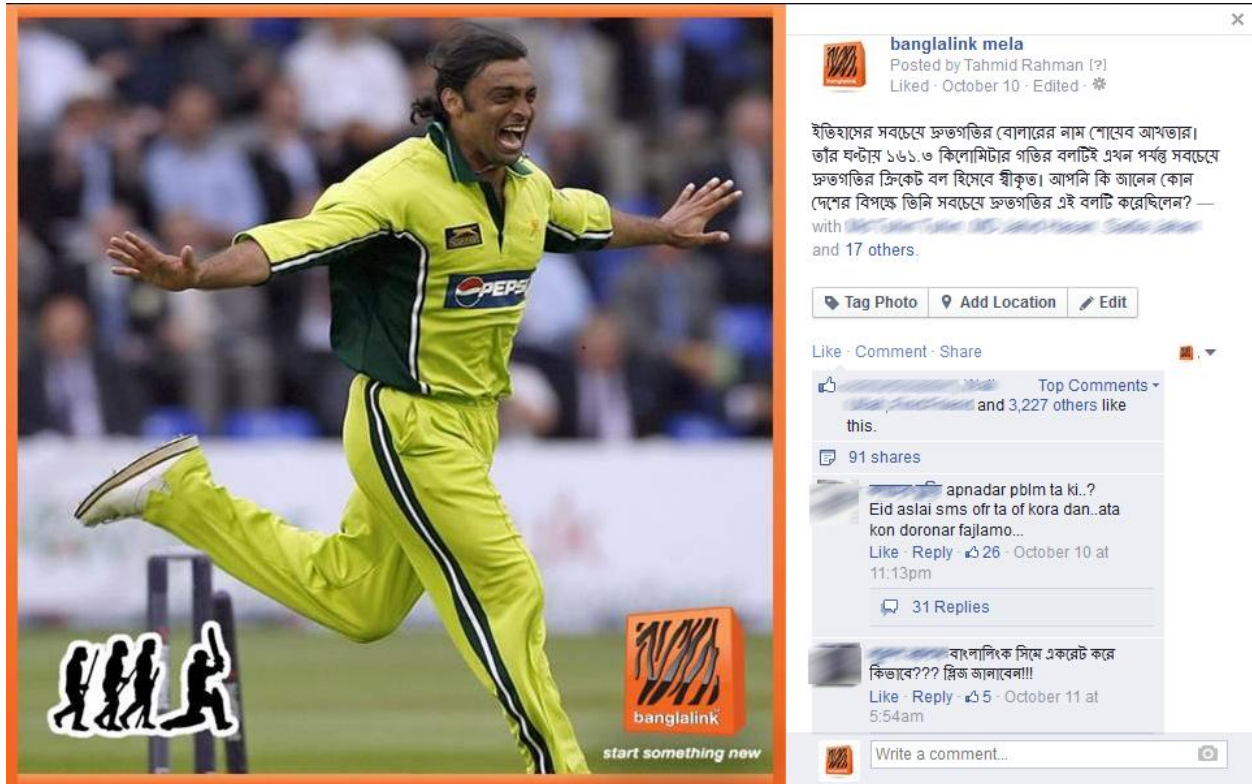 PEPSI
banglalink
start something new
banglalink mela
Posted by Tahmid Rahman [?]
Liked · October 10 · Edited ·
ইতিহাসের সবচেয়ে দ্রুতগতির বোলারের নাম শোয়েব আখতার।
তাঁর ঘন্টায় ১৬১.৩ কিলোমিটার গতির বলটিই এখন পর্যন্ত সবচেয়ে
দ্রুতগতির ক্রিকেট বল হিসেবে স্বীকৃত। আপনি কি জানেন কোন
দেশের বিপক্ষে তিনি সবচেয়ে দ্রুতগতির এই বলটি করেছিলেন? —
with
and 17 others.
Tag Photo Add Location Edit
Like · Comment · Share
Top Comments
and 3,227 others like
this.
91 shares
apnadar pblm ta ki..?
Eid aslai sms ofr ta of kora dan..ata
kon doronar fajlamo...
Like · Reply · 26 · October 10 at
11:13pm
31 Replies
বাংলালিংক সিমে একরেট করে
কিভাবে??? প্লিজ জানাবেন!!!
Like · Reply · 5 · October 11 at
5:54am
Write a comment...